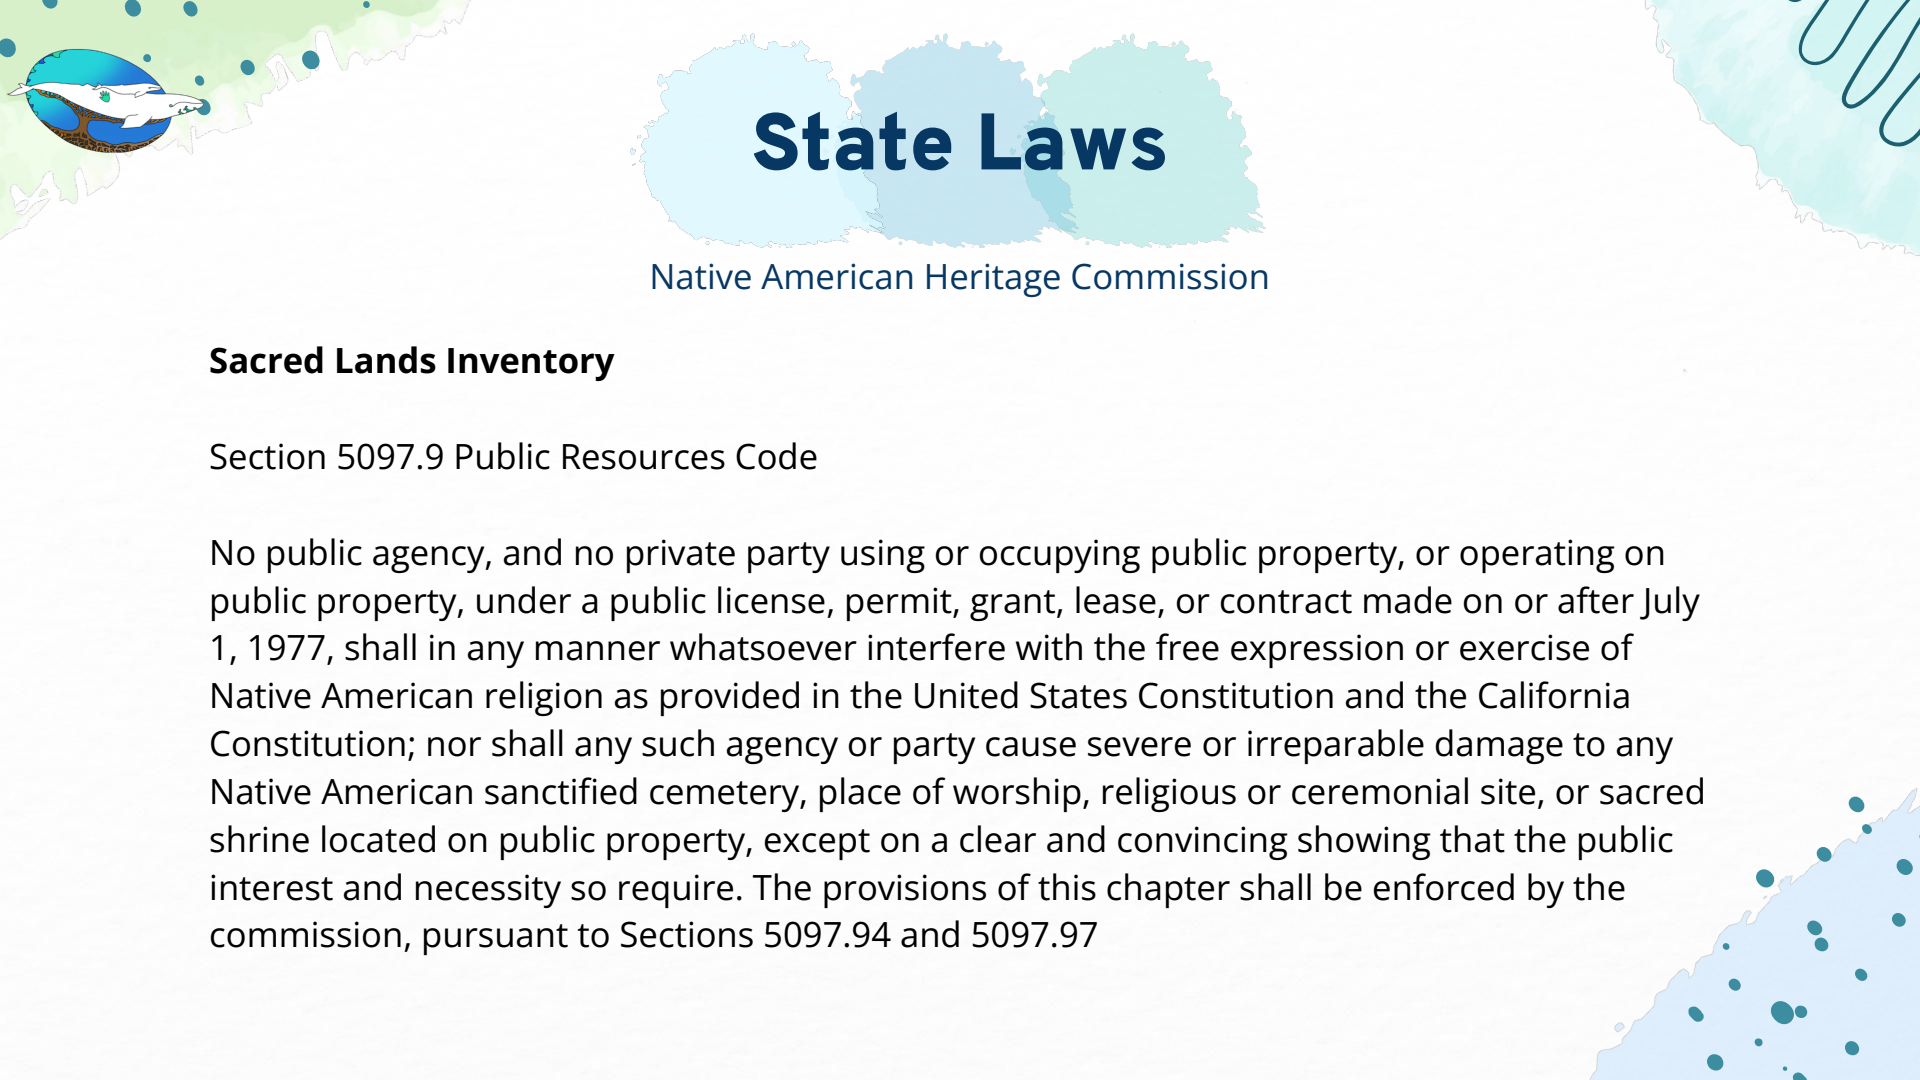 State Laws
Native American Heritage Commission
Sacred Lands Inventory
Section 5097.9 Public Resources Code
No public agency, and no private party using or occupying public property, or operating on
public property, under a public license, permit, grant, lease, or contract made on or after July
1, 1977, shall in any manner whatsoever interfere with the free expression or exercise of
Native American religion as provided in the United States Constitution and the California
Constitution; nor shall any such agency or party cause severe or irreparable damage to any
Native American sanctified cemetery, place of worship, religious or ceremonial site, or sacred
shrine located on public property, except on a clear and convincing showing that the public
interest and necessity so require. The provisions of this chapter shall be enforced by the
commission, pursuant to Sections 5097.94 and 5097.97